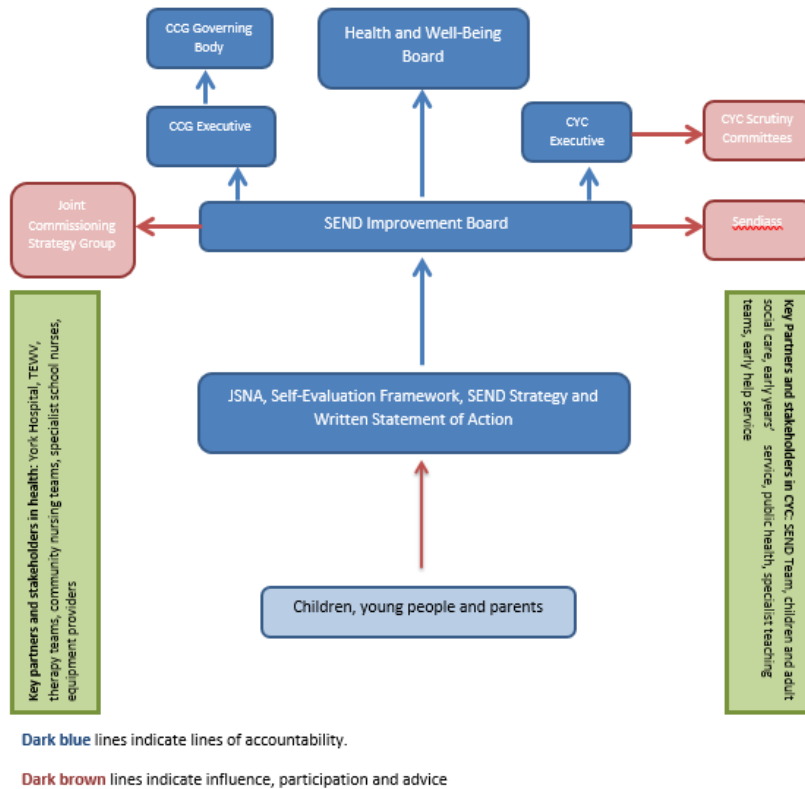 CCG Governing
Body
Health and Well-Being
Board
CCG Executive
CYC
Executive
CYC Scrutiny
Committees
Joint
Commissioning
Strategy Group
SEND Improvement Board
Sendiass
Key partners and stakeholders in health: York Hospital, TEWV,
therapy teams, community nursing teams, specialist school nurses,
equipment providers
Key Partners and stakeholders in CYC: SEND Team, children and adult
social care, early years' service, public health, specialist teaching
teams, early help service
JSNA, Self-Evaluation Framework, SEND Strategy and
Written Statement of Action
Children, young people and parents
Dark blue lines indicate lines of accountability.
Dark brown lines indicate influence, participation and advice